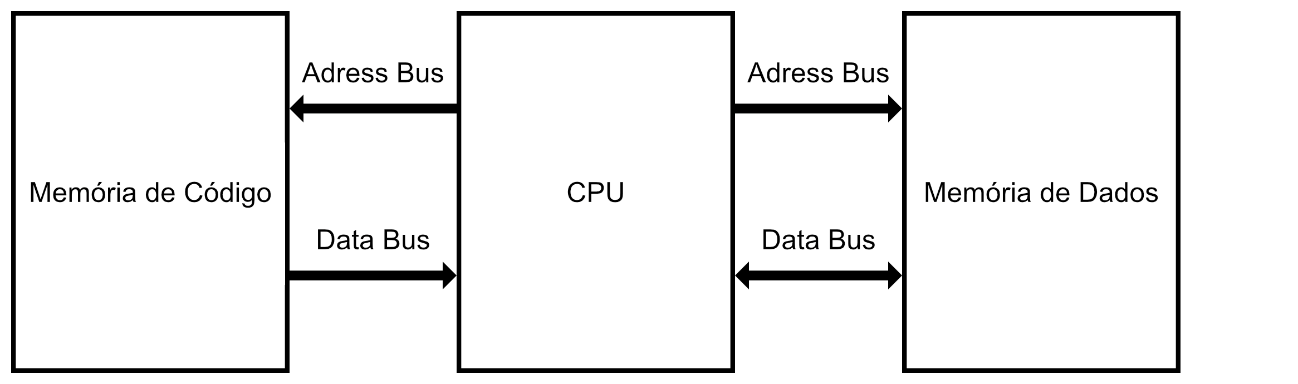 Adress Bus
Adress Bus
Memória de Código
CPU
Memória de Dados
Data Bus
Data Bus